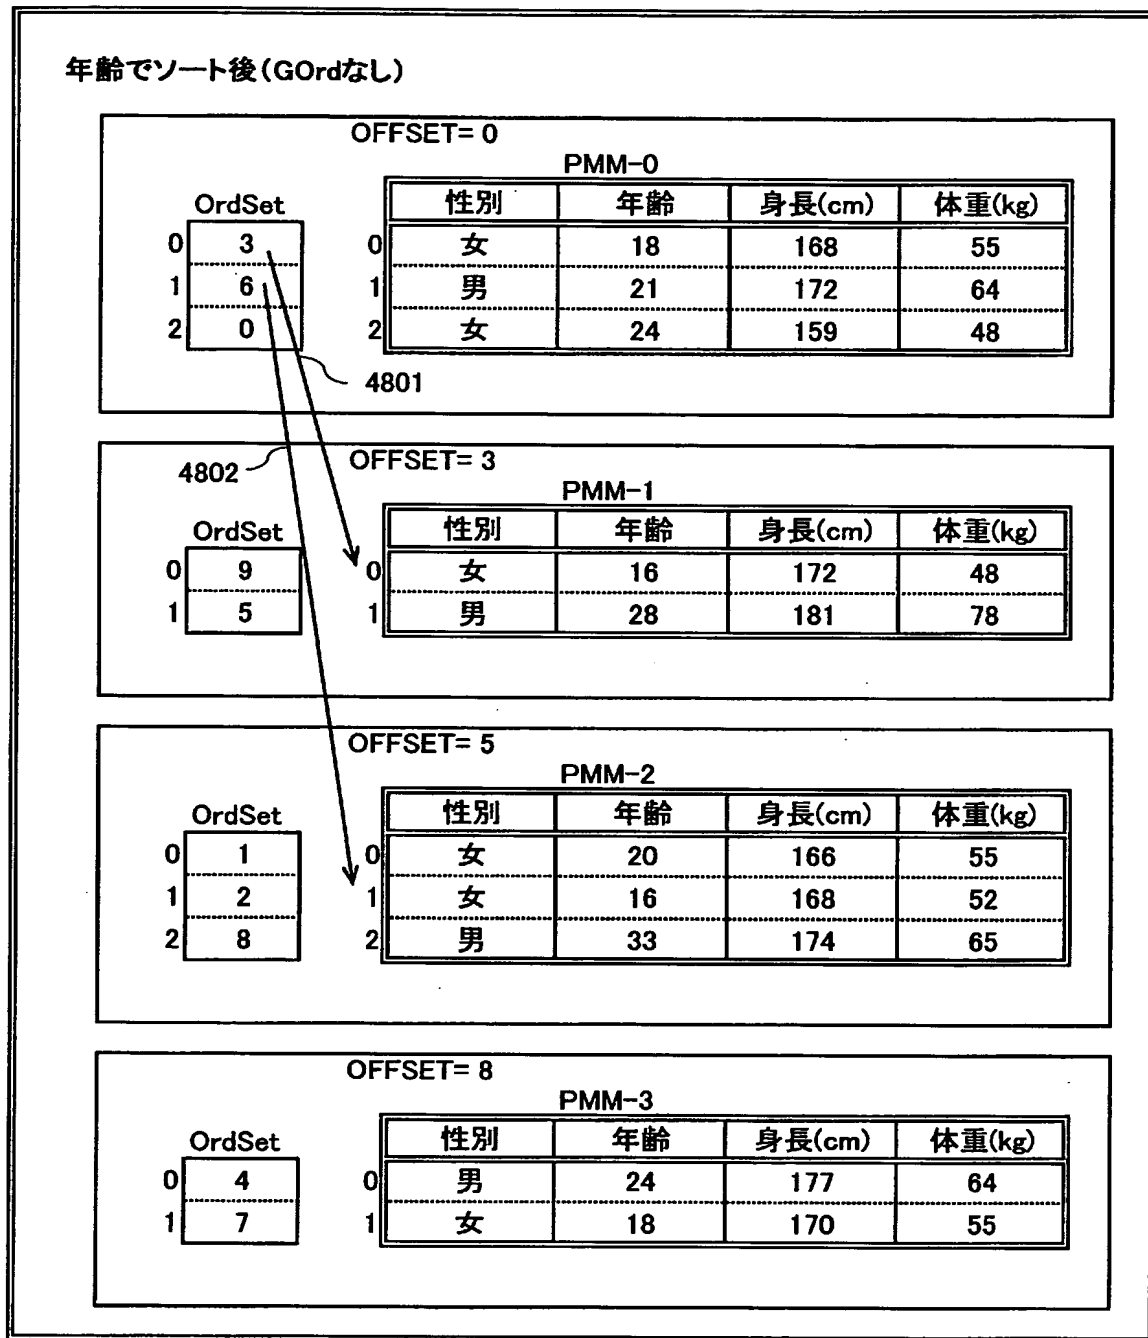 年齢でソート後(GOrdなし)
OFFSET= 0
PMM-0
OrdSet
性別 年齢 身長(cm) 体重(kg)
0 3 0 女 18 168 55
1 6 1 男 21 172 64
2 0 2 女 24 159 48
4801
4802
OFFSET= 3
PMM-1
OrdSet
性別 年齢 身長(cm) 体重(kg)
0 9 0 女 16 172 48
1 5 1 男 28 181 78
OFFSET= 5
PMM-2
OrdSet
性別 年齢 身長(cm) 体重(kg)
0 1 0 女 20 166 55
1 2 1 女 16 168 52
2 8 2 男 33 174 65
OFFSET= 8
PMM-3
OrdSet
性別 年齢 身長(cm) 体重(kg)
0 4 0 男 24 177 64
1 7 1 女 18 170 55